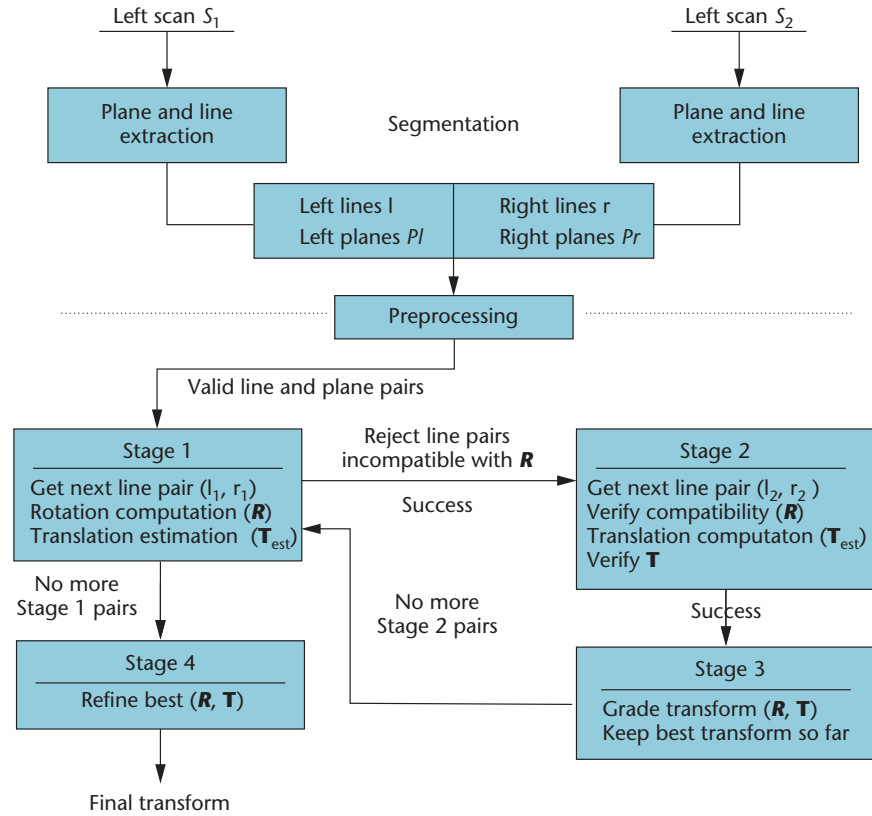 Left scan S1
Left scan S2
Plane and line
extraction
Segmentation
Plane and line
extraction
Left lines l
Left planes Pl
Right lines r
Right planes Pr
Preprocessing
Valid line and plane pairs
Stage 1
Get next line pair (l1, r1)
Rotation computation (R)
Translation estimation (Test)
Reject line pairs
incompatible with R
Success
Stage 2
Get next line pair (l2, r2 )
Verify compatibility (R)
Translation computaton (Test)
Verify T
No more
Stage 1 pairs
No more
Stage 2 pairs
Success
Stage 4
Refine best (R, T)
Stage 3
Grade transform (R, T)
Keep best transform so far
Final transform